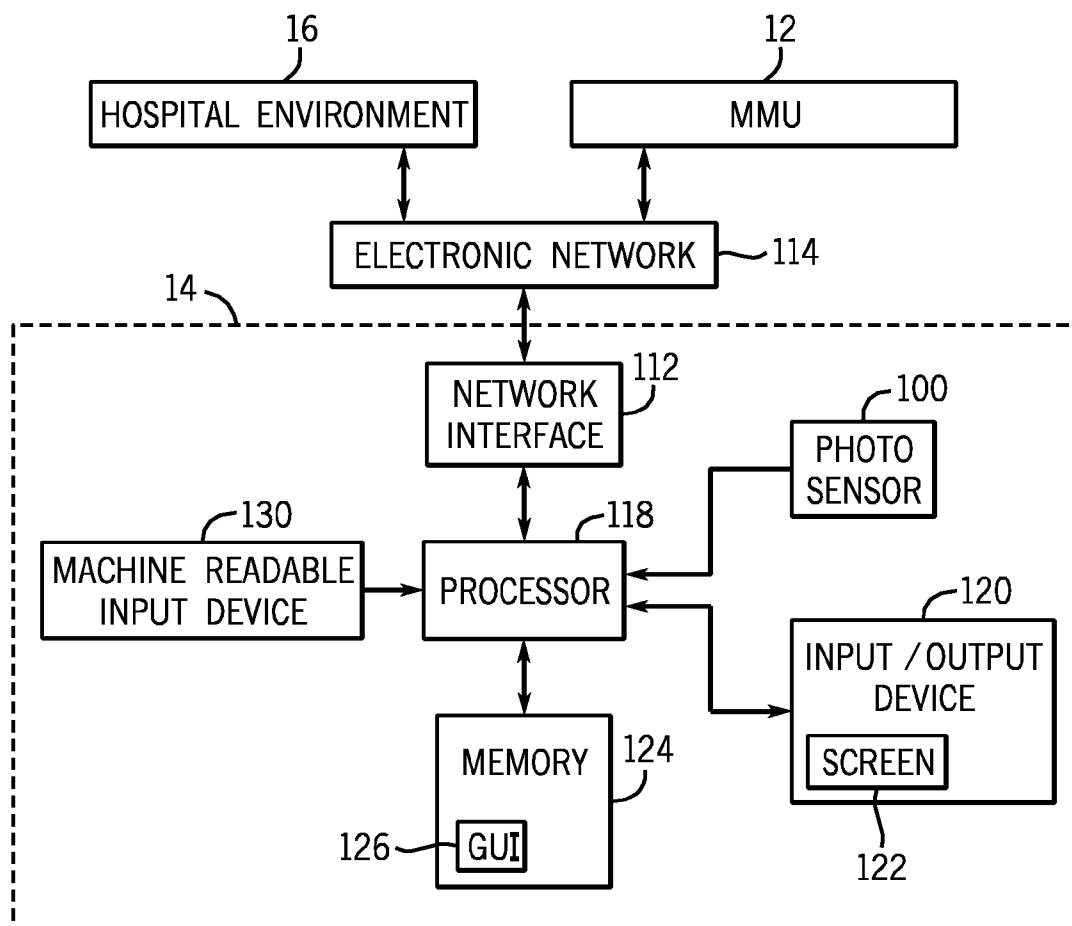 16
12
HOSPITAL ENVIRONMENT
MMU
ELECTRONIC NETWORK
114
14
112
NETWORK
INTERFACE
100
PHOTO
SENSOR
130
118
MACHINE READABLE
INPUT DEVICE
PROCESSOR
120
INPUT / OUTPUT
DEVICE
SCREEN
122
MEMORY
124
126
GUI